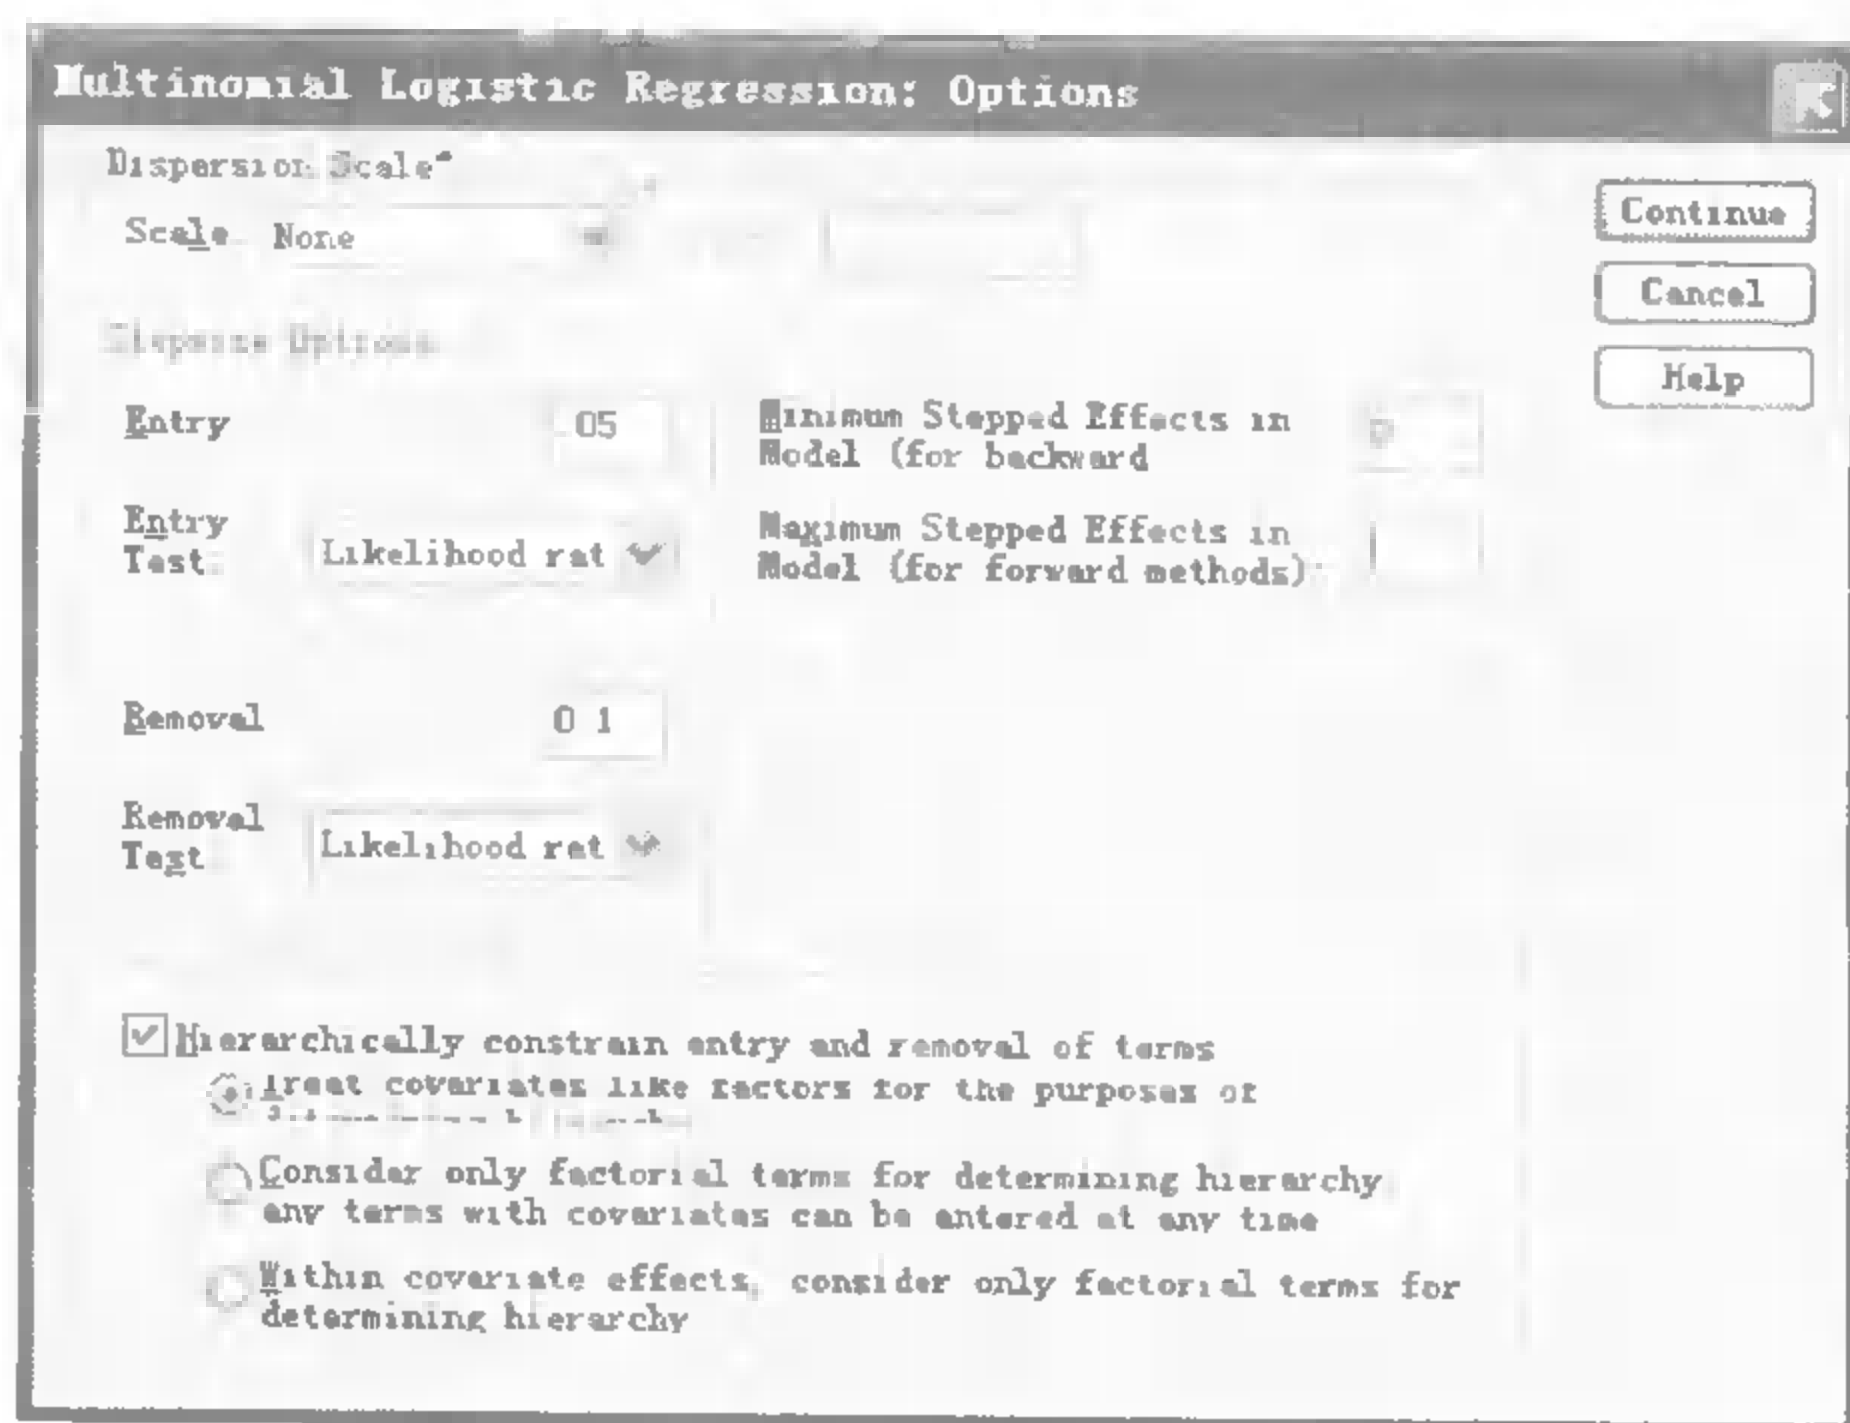 Multinomial Logistic Regression: Options
Dispersion Scale
Scale None
Continue
Cancel
Help
Stepwise Options
Entry .05
Minimum Stepped Effects in
Model (for backward
Entry
Test Likelihood rat
Maximum Stepped Effects in
Model (for forward methods)
Removal 0 1
Removal
Test Likelihood rat
Hierarchically constrain entry and removal of terms
Treat covariates like factors for the purposes of
Consider only factorial terms for determining hierarchy
any terms with covariates can be entered at any time
Within covariate effects, consider only factorial terms for
determining hierarchy